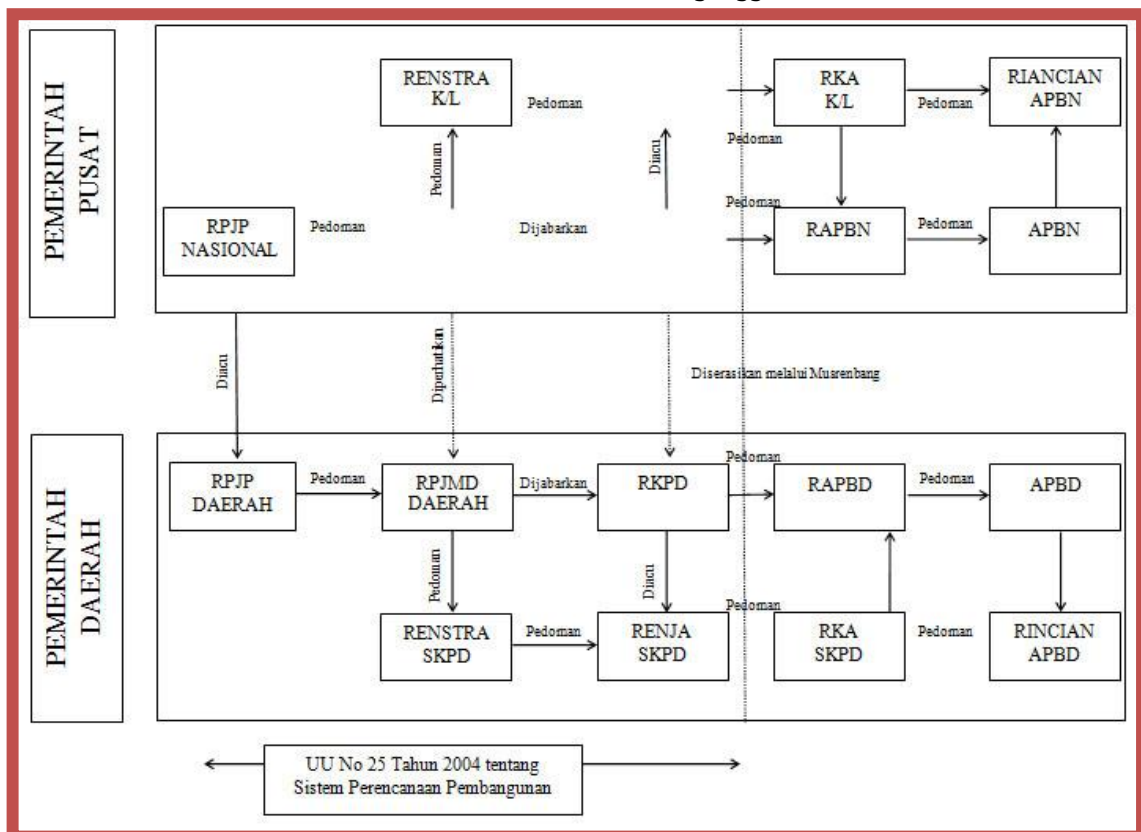 PEMERINTAH
PUSAT
RENSTRA
K/L
Pedoman
RKA
K/L
Pedoman
RIANCIAN
APBN
Pedoman
Pedoman
Diacu
RPJP
NASIONAL
Pedoman
Dijabarkan
Pedoman
RAPBN
Pedoman
APBN
Diacu
Diperhatikan
Diserasikan melalui Musrenbang
PEMERINTAH
DAERAH
RPJP
DAERAH
Pedoman
RPJMD
DAERAH
Dijabarkan
RKPD
Pedoman
RAPBD
Pedoman
APBD
Pedoman
Diacu
RENSTRA
SKPD
Pedoman
RENJA
SKPD
Pedoman
RKA
SKPD
Pedoman
RINCIAN
APBD
UU No 25 Tahun 2004 tentang
Sistem Perencanaan Pembangunan